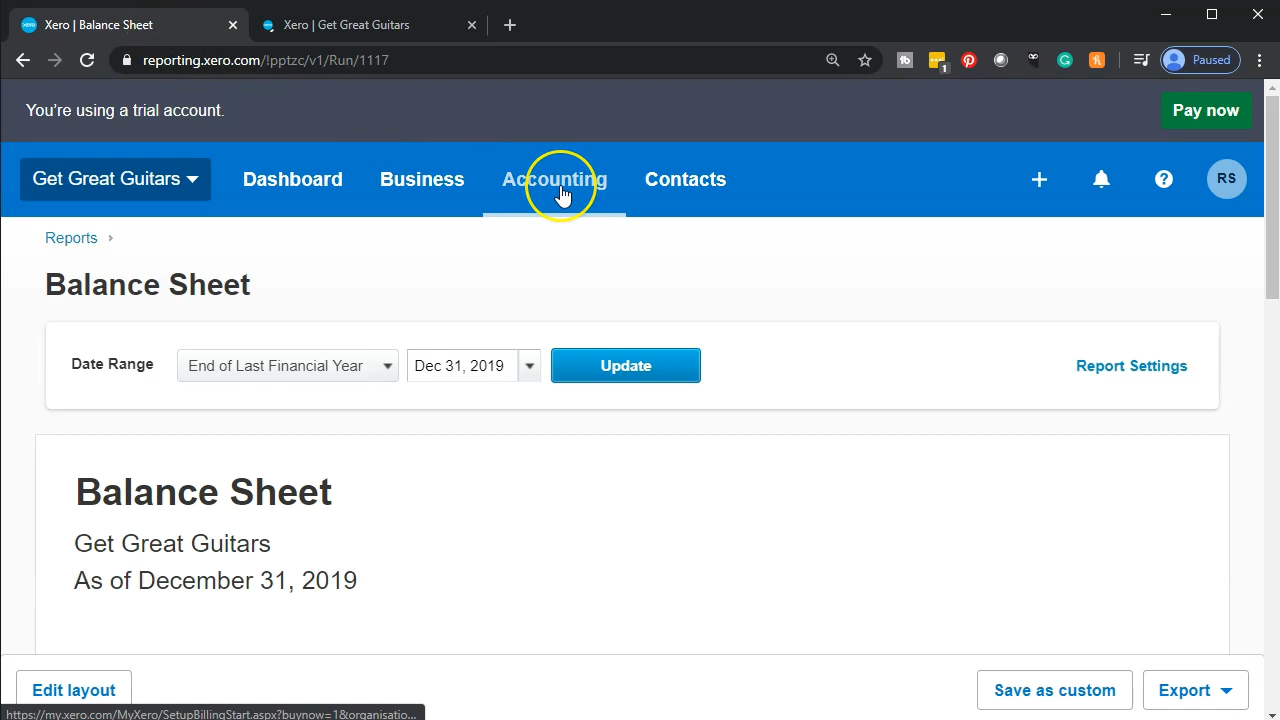 xero Xero | Balance Sheet
xero Xero | Get Great Guitars
reporting.xero.com/!pptzc/v1/Run/1117
1
Paused
You're using a trial account.
Pay now
Get Great Guitars
Dashboard
Business
Accounting
Contacts
RS
Reports
Balance Sheet
Date Range
End of Last Financial Year
Dec 31, 2019
Update
Report Settings
Balance Sheet
Get Great Guitars
As of December 31, 2019
Edit layout
Save as custom
Export
https://my.xero.com/MyXero/SetupBillingStart.aspx?buynow=1&organisatio...